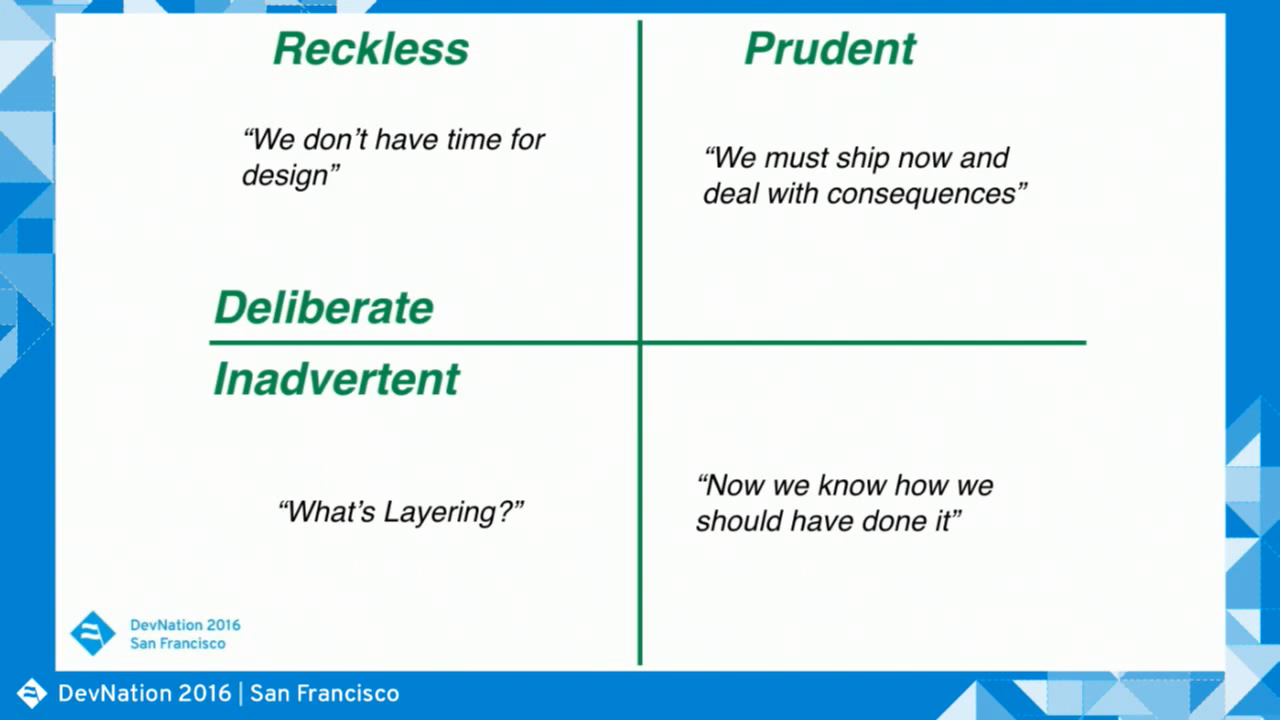 Reckless
Prudent
“We don’t have time for
design”
“We must ship now and
deal with consequences”
Deliberate
Inadvertent
“What’s Layering?”
“Now we know how we
should have done it”
DevNation 2016
San Francisco
DevNation 2016 | San Francisco